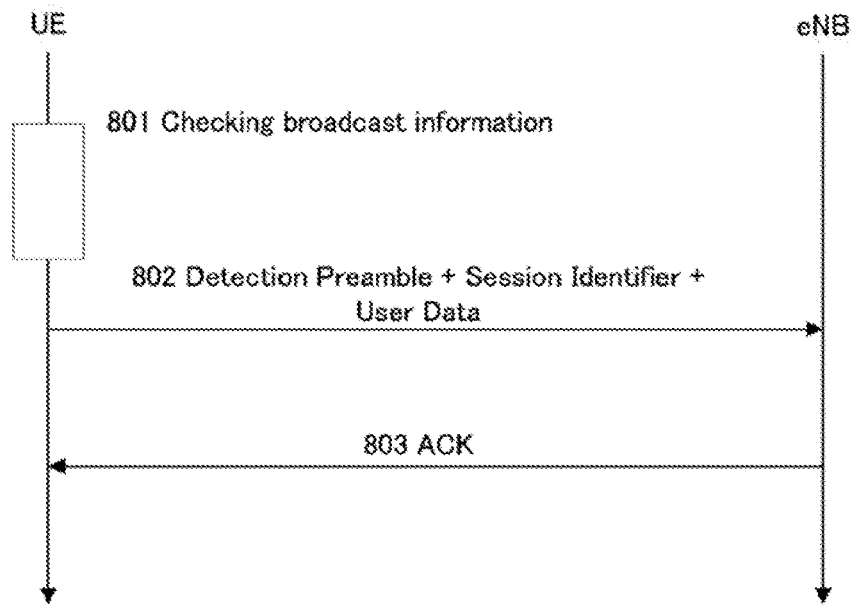 UE
eNB
801 Checking broadcast information
802 Detection Preamble + Session Identifier +
User Data
803 ACK